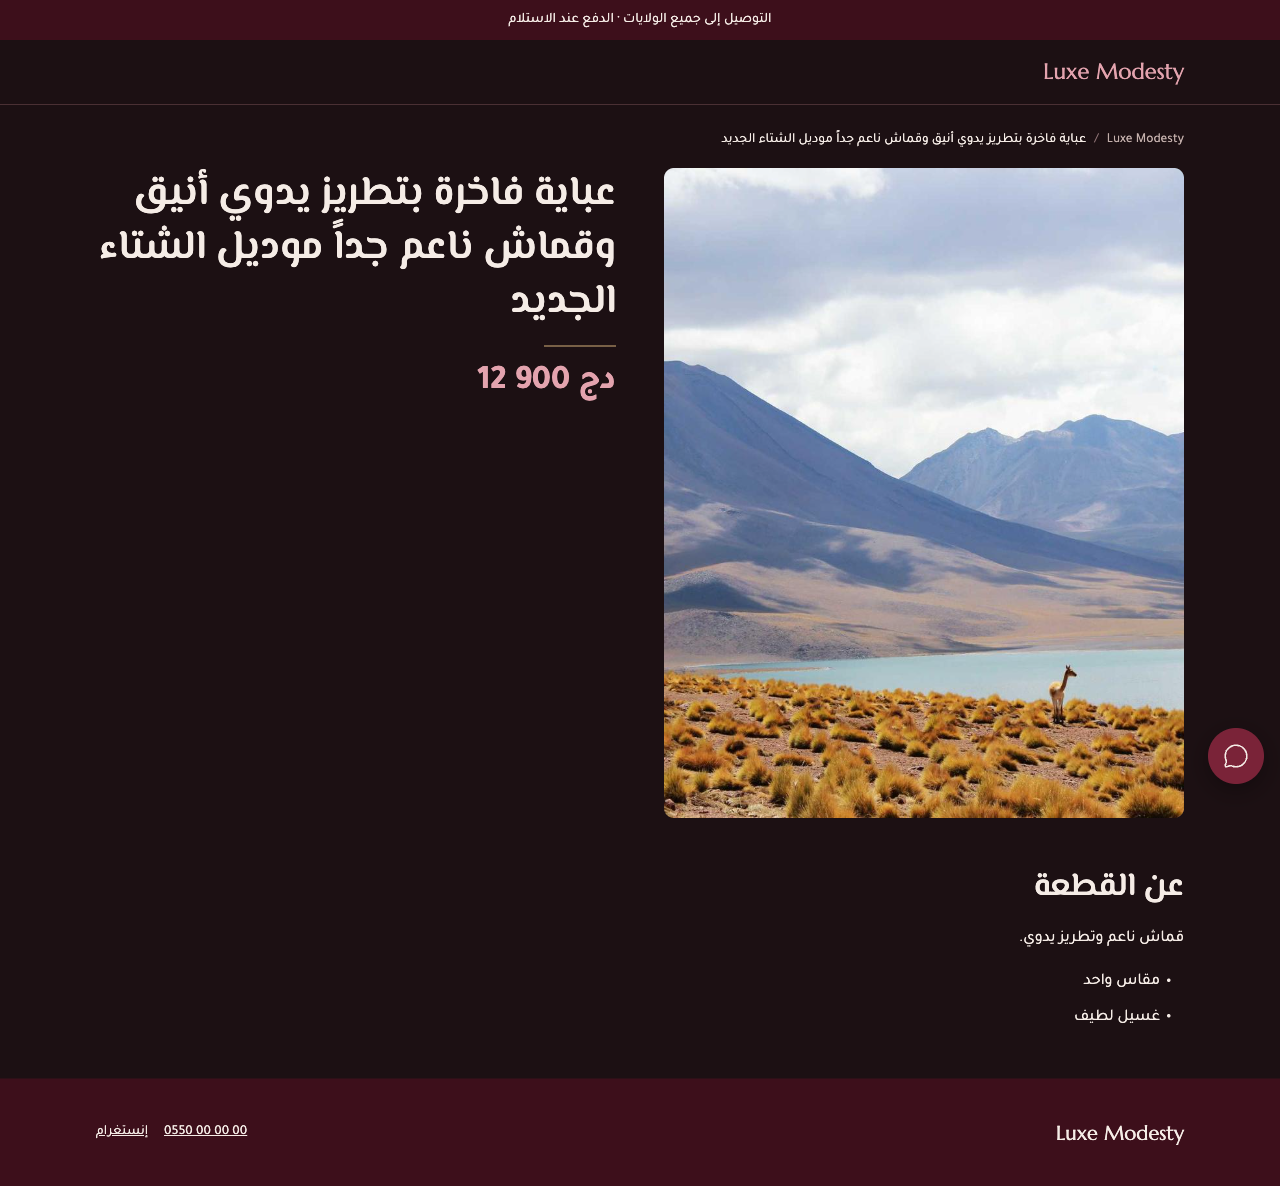 التوصيل إلى جميع الولايات · الدفع عند الاستلام
Luxe Modesty
Luxe Modesty / عباية فاخرة بتطريز يدوي أنيق وقماش ناعم جداً موديل الشتاء الجديد
عباية فاخرة بتطريز يدوي أنيق
وقماش ناعم جداً موديل الشتاء
الجديد
12 900 دج
عن القطعة
قماش ناعم وتطريز يدوي.
• مقاس واحد
• غسيل لطيف
Luxe Modesty
0550 00 00 00 إنستغرام